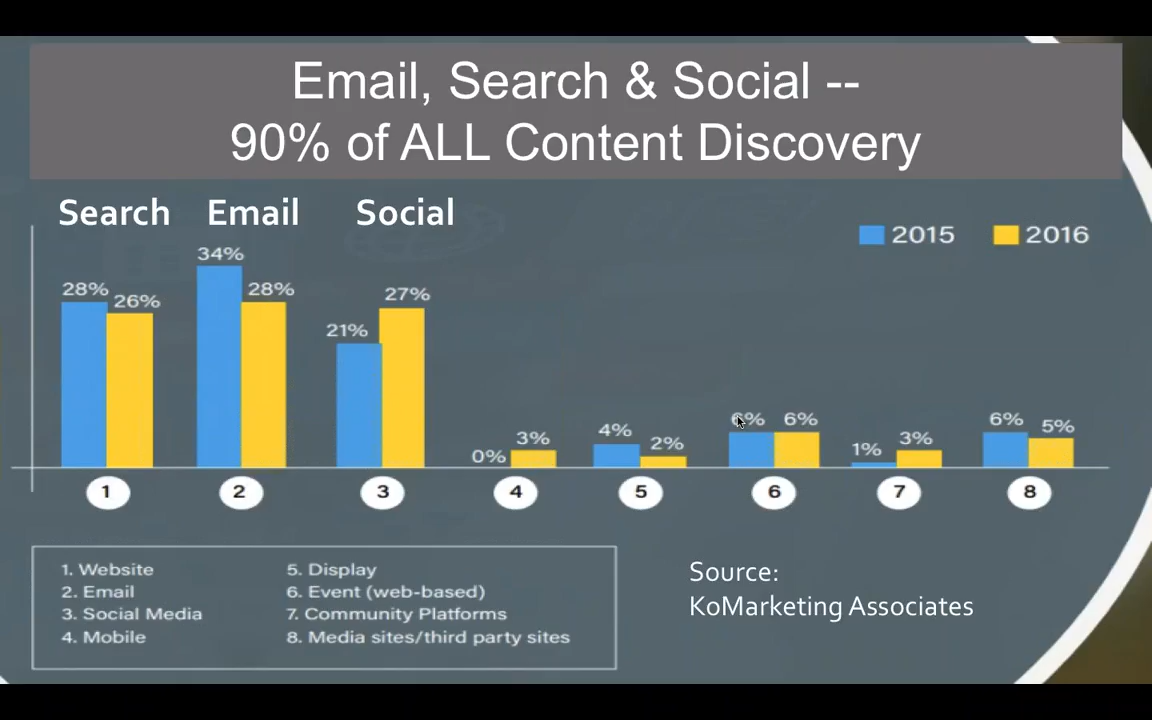 Email, Search & Social --
90% of ALL Content Discovery
Search Email Social
2015 2016
28% 26% 34% 28% 21% 27% 0% 3% 4% 2% 6% 6% 1% 3% 6% 5%
1 2 3 4 5 6 7 8
1. Website
2. Email
3. Social Media
4. Mobile
5. Display
6. Event (web-based)
7. Community Platforms
8. Media sites/third party sites
Source:
KoMarketing Associates